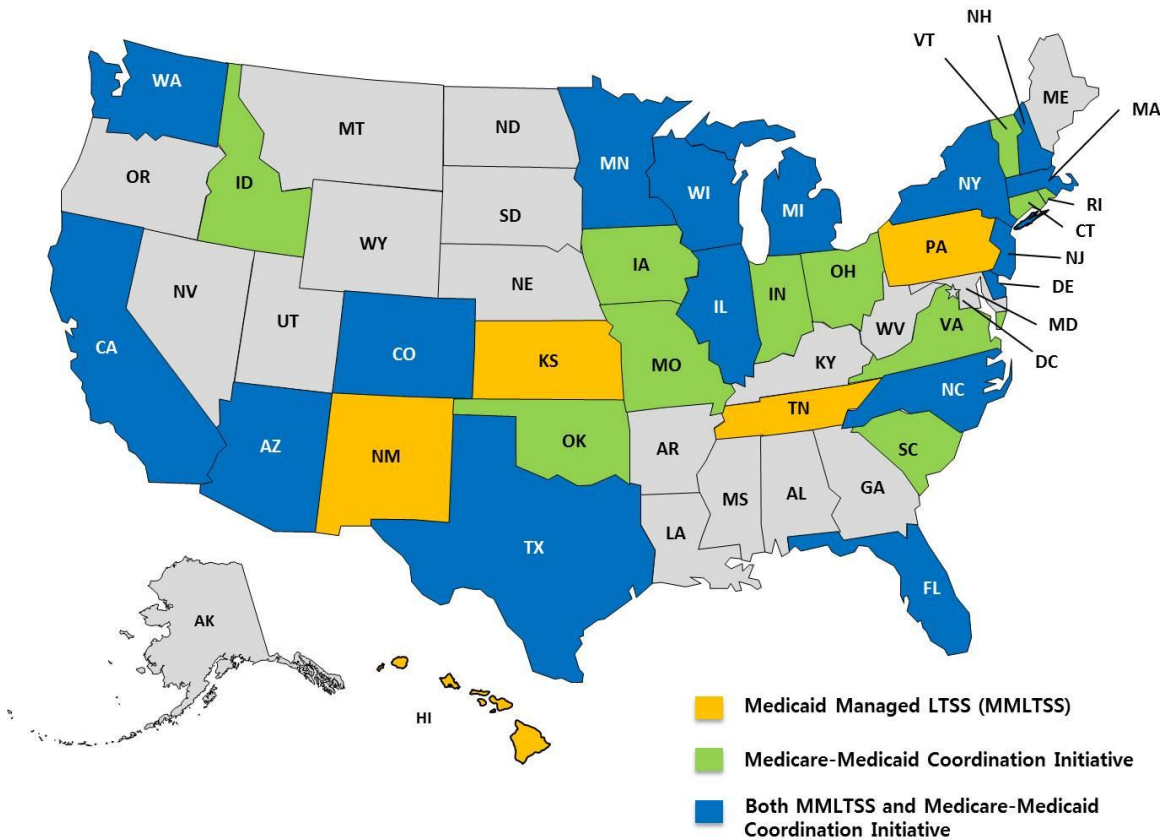 NH
VT
WA
ME
MT
ND
MA
OR
MN
ID
NY
WI
SD
MI
RI
WY
CT
PA
IA
NJ
NE
OH
NV
IN
DE
IL
UT
WV
VA
MD
CA
CO
KS
MO
KY
DC
NC
TN
AZ
OK
NM
AR
SC
MS
AL
GA
LA
TX
FL
AK
HI
Medicaid Managed LTSS (MMLTSS)
Medicare-Medicaid Coordination Initiative
Both MMLTSS and Medicare-Medicaid
Coordination Initiative